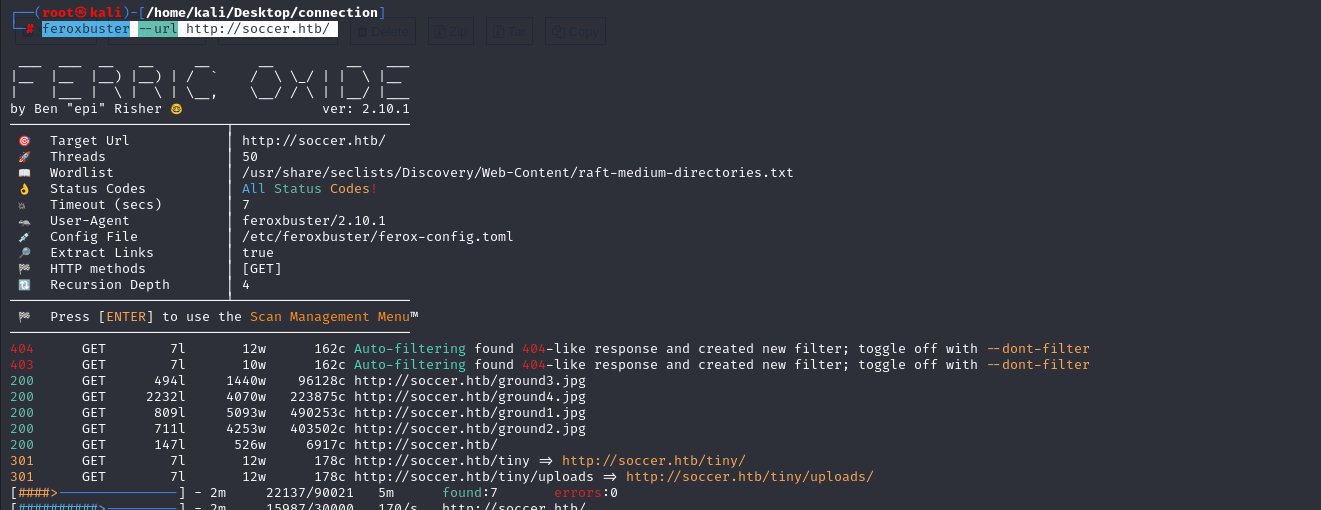 ┌──(root㉿kali)-[/home/kali/Desktop/connection]
└─# feroxbuster --url http://soccer.htb/
Delete Zip Tar Copy
FERRIC OXIDE
by Ben "epi" Risher 🤓 ver: 2.10.1
🎯 Target Url │ http://soccer.htb/
🚀 Threads │ 50
📖 Wordlist │ /usr/share/seclists/Discovery/Web-Content/raft-medium-directories.txt
👌 Status Codes │ All Status Codes!
💥 Timeout (secs) │ 7
🦡 User-Agent │ feroxbuster/2.10.1
💉 Config File │ /etc/feroxbuster/ferox-config.toml
🔎 Extract Links │ true
🏁 HTTP methods │ [GET]
🔃 Recursion Depth │ 4
🏁 Press [ENTER] to use the Scan Management Menu™
404 GET 7l 12w 162c Auto-filtering found 404-like response and created new filter; toggle off with --dont-filter
403 GET 7l 10w 162c Auto-filtering found 404-like response and created new filter; toggle off with --dont-filter
200 GET 494l 1440w 96128c http://soccer.htb/ground3.jpg
200 GET 2232l 4070w 223875c http://soccer.htb/ground4.jpg
200 GET 809l 5093w 490253c http://soccer.htb/ground1.jpg
200 GET 711l 4253w 403502c http://soccer.htb/ground2.jpg
200 GET 147l 526w 6917c http://soccer.htb/
301 GET 7l 12w 178c http://soccer.htb/tiny => http://soccer.htb/tiny/
301 GET 7l 12w 178c http://soccer.htb/tiny/uploads => http://soccer.htb/tiny/uploads/
[####>---------------] - 2m 22137/90021 5m found:7 errors:0
[##########>---------] - 2m 15987/30000 170/s http://soccer.htb/